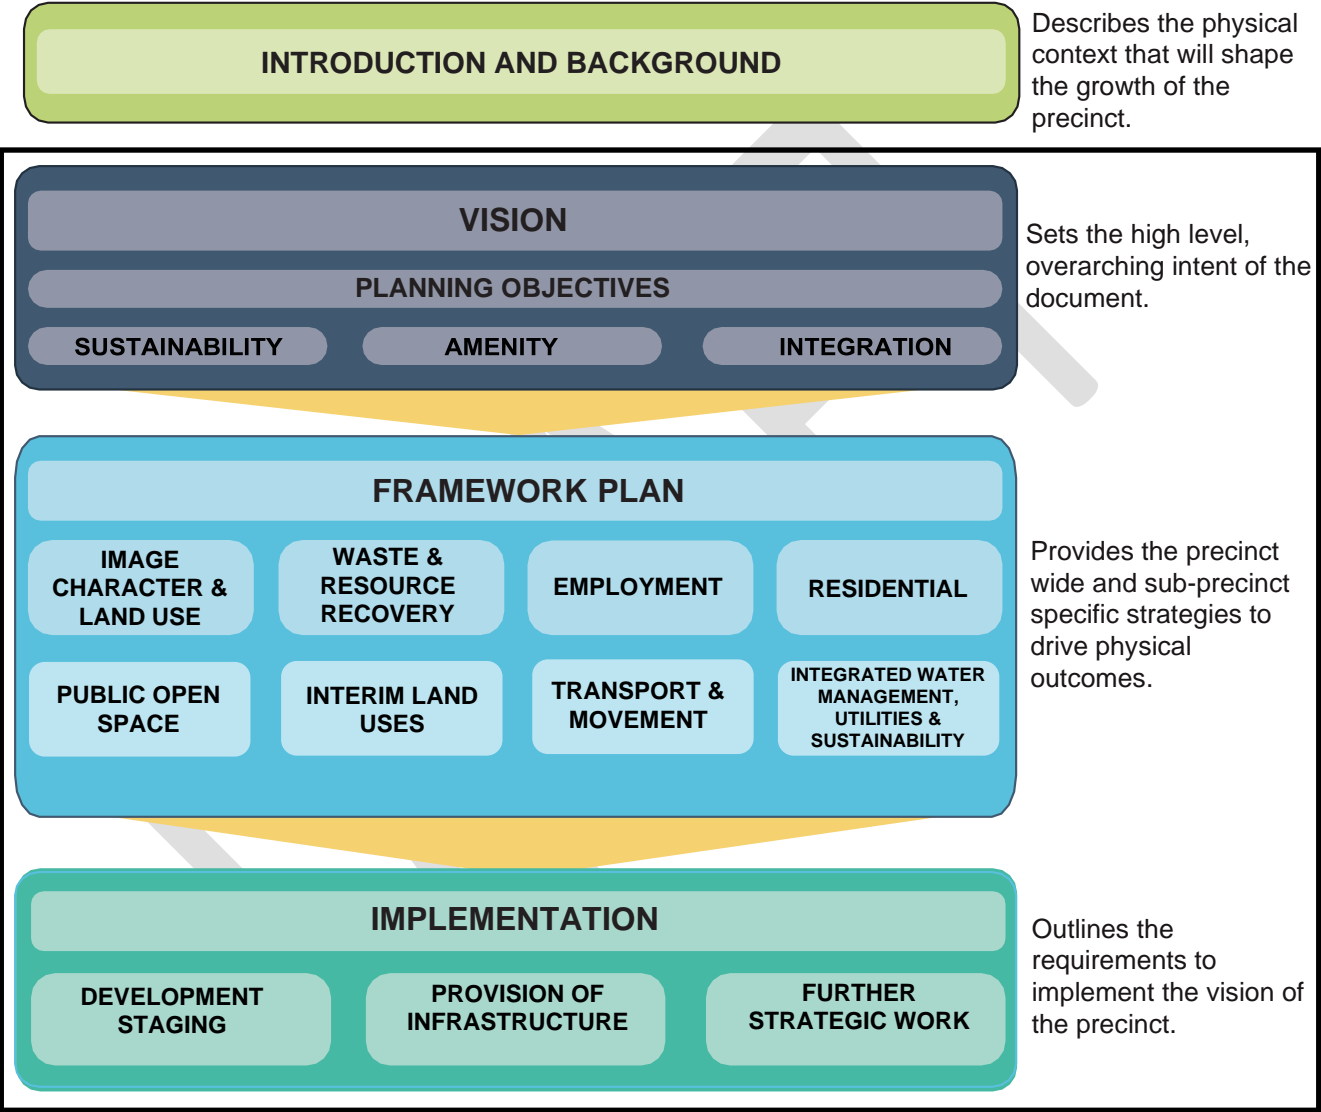 INTRODUCTION AND BACKGROUND
Describes the physical
context that will shape
the growth of the
precinct.
VISION
PLANNING OBJECTIVES
SUSTAINABILITY
AMENITY
INTEGRATION
Sets the high level,
overarching intent of the
document.
FRAMEWORK PLAN
IMAGE
CHARACTER &
LAND USE
WASTE &
RESOURCE
RECOVERY
EMPLOYMENT
RESIDENTIAL
PUBLIC OPEN
SPACE
INTERIM LAND
USES
TRANSPORT &
MOVEMENT
INTEGRATED WATER
MANAGEMENT,
UTILITIES &
SUSTAINABILITY
Provides the precinct
wide and sub-precinct
specific strategies to
drive physical
outcomes.
IMPLEMENTATION
DEVELOPMENT
STAGING
PROVISION OF
INFRASTRUCTURE
FURTHER
STRATEGIC WORK
Outlines the
requirements to
implement the vision of
the precinct.